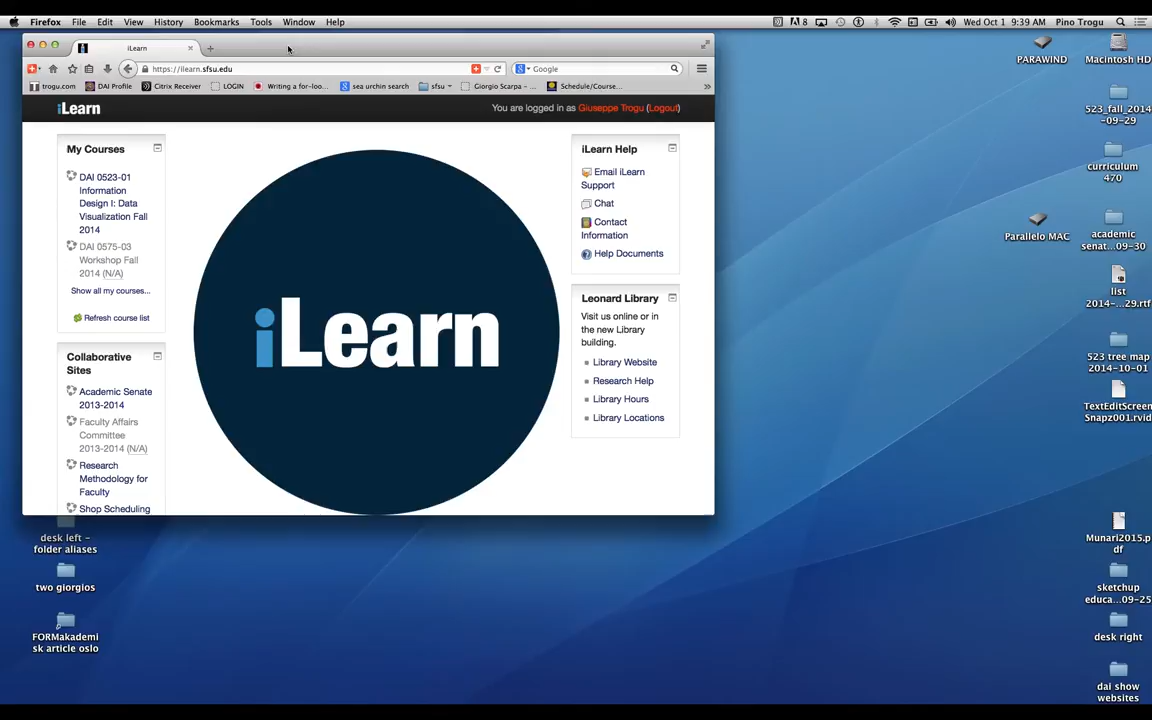 Firefox File Edit View History Bookmarks Tools Window Help
8 Wed Oct 1 9:39 AM Pino Trogu
iLearn
https://ilearn.sfsu.edu
Google
trogu.com DAI Profile Citrix Receiver LOGIN Writing a for-loo... sea urchin search sfsu Giorgio Scarpa - ... Schedule/Course...
iLearn
You are logged in as Giuseppe Trogu (Logout)
My Courses
DAI 0523-01
Information
Design I: Data
Visualization Fall
2014
DAI 0575-03
Workshop Fall
2014 (N/A)
Show all my courses...
Refresh course list
Collaborative
Sites
Academic Senate
2013-2014
Faculty Affairs
Committee
2013-2014 (N/A)
Research
Methodology for
Faculty
Shop Scheduling
iLearn
iLearn Help
Email iLearn
Support
Chat
Contact
Information
Help Documents
Leonard Library
Visit us online or in
the new Library
building.
Library Website
Research Help
Library Hours
Library Locations
desk left -
folder aliases
two giorgios
FORMakademi
sk article oslo
PARAWIND
Macintosh HD
523_fall_2014
-09-29
curriculum
470
Parallelo MAC
academic
senat...09-30
list
2014-...29.rtf
523 tree map
2014-10-01
TextEditScreen
Snapz001.rvid
Munari2015.p
df
sketchup
educa...09-25
desk right
dai show
websites